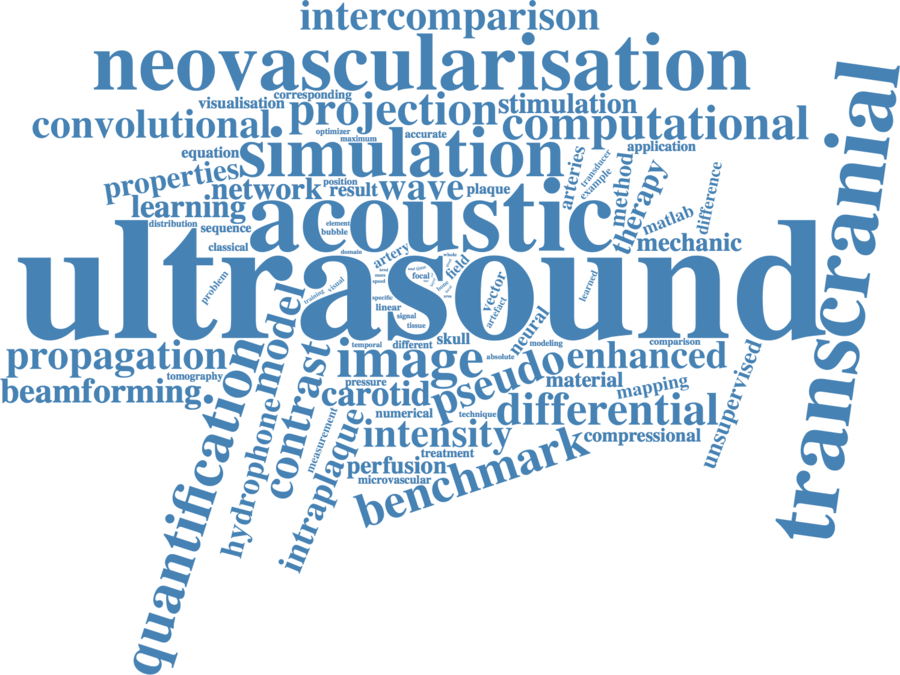 intercomparison
neovascularisation
corresponding
visualisation
projection
stimulation
convolutional
optimizer
maximum
accurate
computational
transcranial
equation
simulation
application
properties
network
position
result
wave
plaque
arteries
transducer
example
method
therapy
matlab
difference
learning
distribution
sequence
acoustic
element
bubble
mechanic
classical
domain
artery
whole
ultrasound
problem
training
visual
focal
field
bone
speed
specific
linear
signal
tissue
vector
artefact
learned
propagation
model
temporal
different
skull
neural
modeling
comparison
tomography
image
absolute
pseudo
enhanced
beamforming
contrast
pressure
carotid
material
mapping
unsupervised
quantification
hydrophone
measurement
intraplaque
numerical
technique
differential
intensity
compressional
treatment
perfusion
benchmark
microvascular